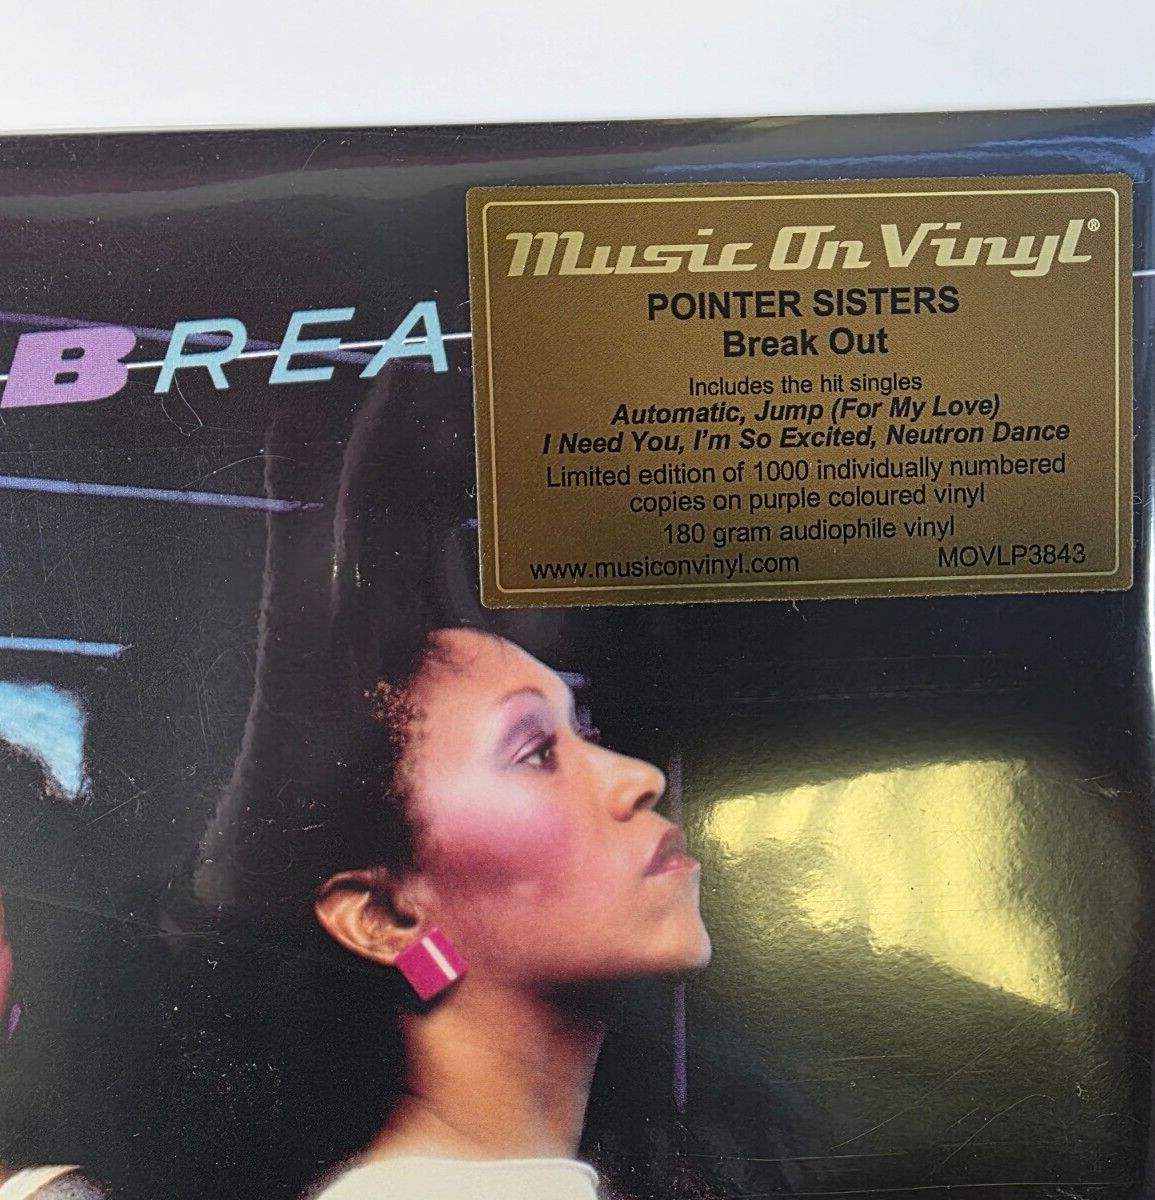 BREA
Music On Vinyl®
POINTER SISTERS
Break Out
Includes the hit singles
Automatic, Jump (For My Love)
I Need You, I'm So Excited, Neutron Dance
Limited edition of 1000 individually numbered
copies on purple coloured vinyl
180 gram audiophile vinyl
www.musiconvinyl.com MOVLP3843